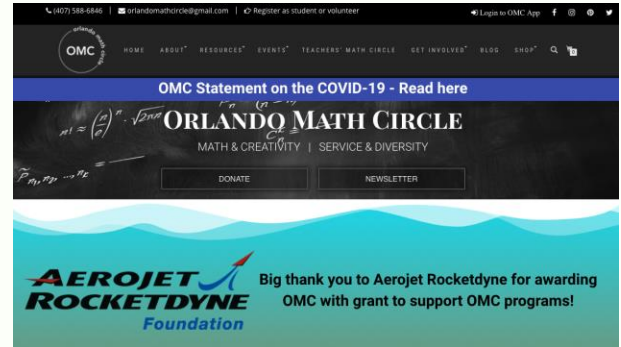 (407) 588-6846 | orlandomathcircle@gmail.com | Register as student or volunteer
Login to OMC App
orlando math circle
OMC
HOME ABOUT RESOURCES EVENTS TEACHERS' MATH CIRCLE GET INVOLVED BLOG SHOP
0
OMC Statement on the COVID-19 - Read here
ORLANDO MATH CIRCLE
MATH & CREATIVITY | SERVICE & DIVERSITY
DONATE NEWSLETTER
AEROJET
ROCKETDYNE
Foundation
Big thank you to Aerojet Rocketdyne for awarding
OMC with grant to support OMC programs!